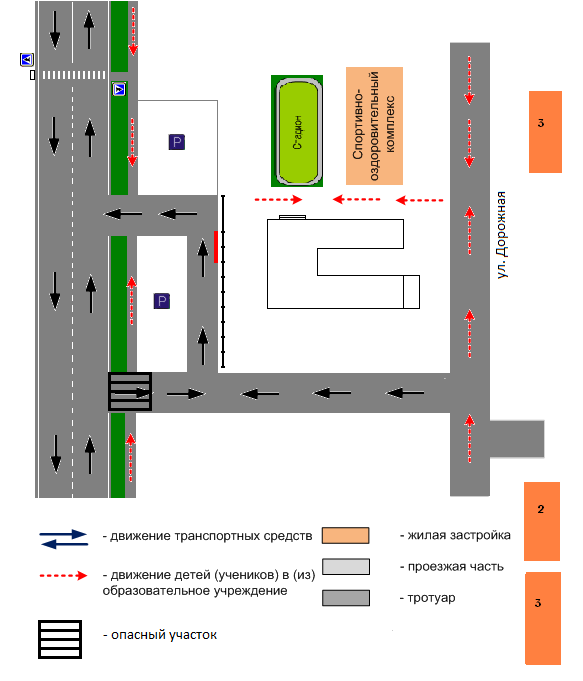 Стадион
Спортивно-
оздоровительный
комплекс
3
P
ул. Дорожная
P
2
- движение транспортных средств
- жилая застройка
- проезжая часть
- движение детей (учеников) в (из)
образовательное учреждение
- тротуар
3
- опасный участок